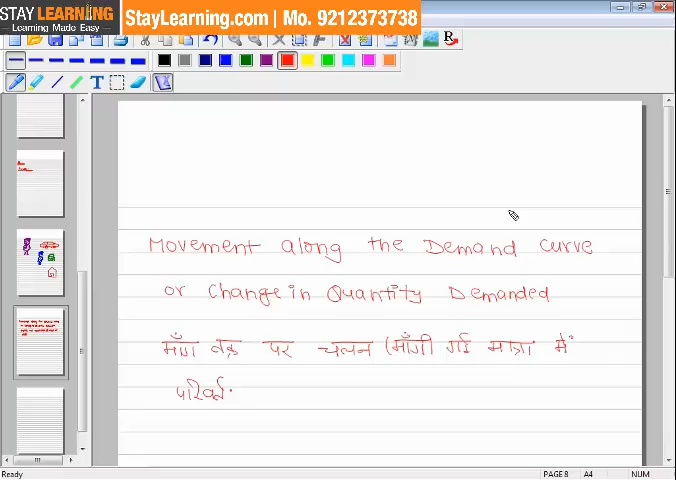 STAY LEARNING
Learning Made Easy
StayLearning.com | Mo. 9212373738
Movement along the Demand curve
or Change in Quantity Demanded
माँग वक्र पर चलन (माँगी गई मात्रा में
परिवर्त
Ready
PAGE 8 A4 NUM